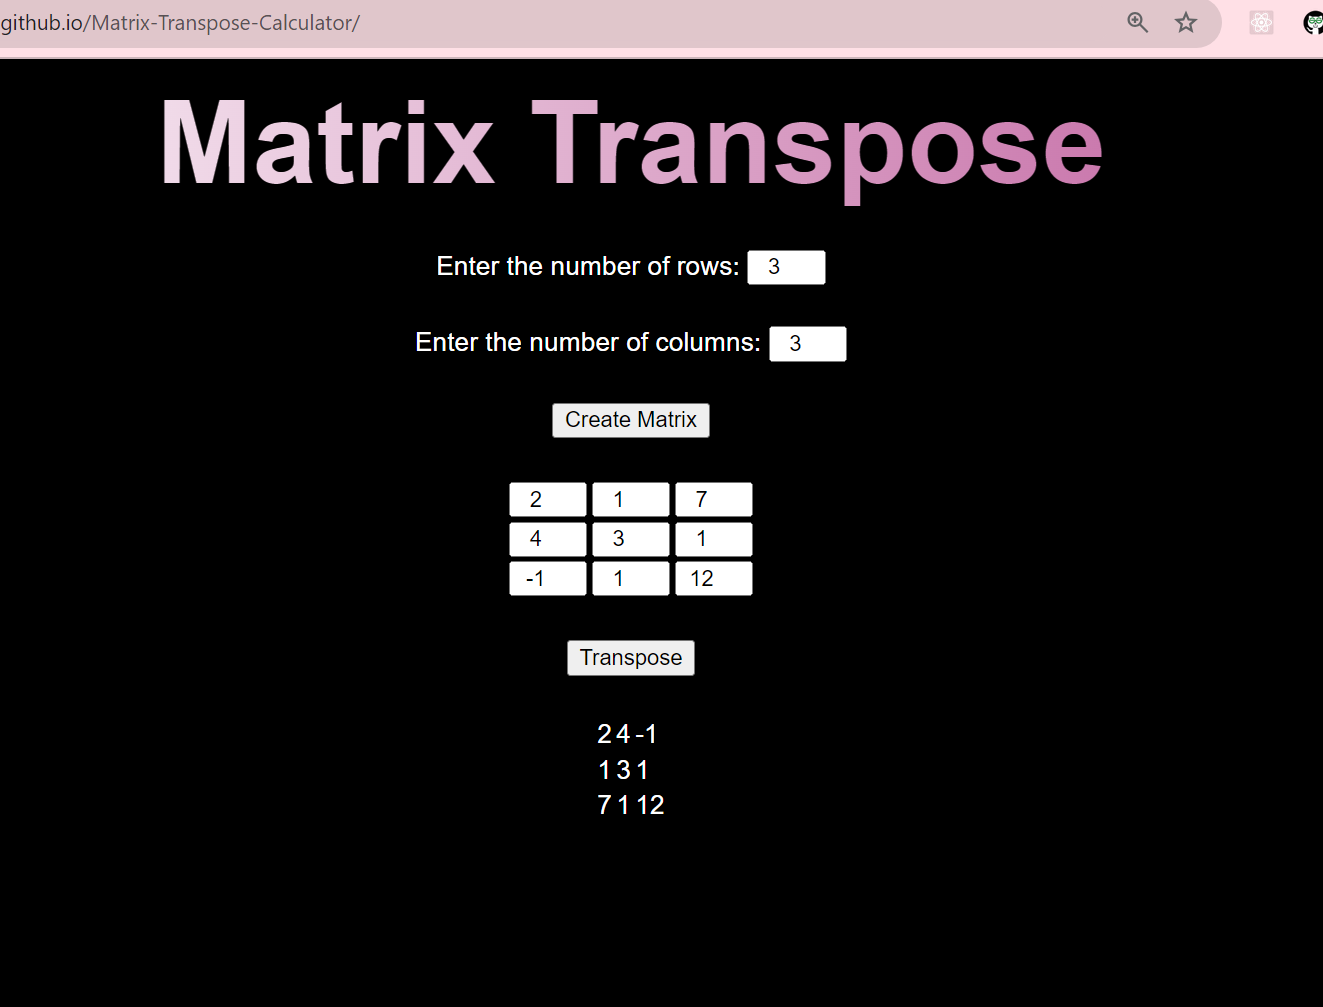 github.io/Matrix-Transpose-Calculator/
Matrix Transpose
Enter the number of rows: 3
Enter the number of columns: 3
Create Matrix
2 1 7
4 3 1
-1 1 12
Transpose
2 4 -1
1 3 1
7 1 12